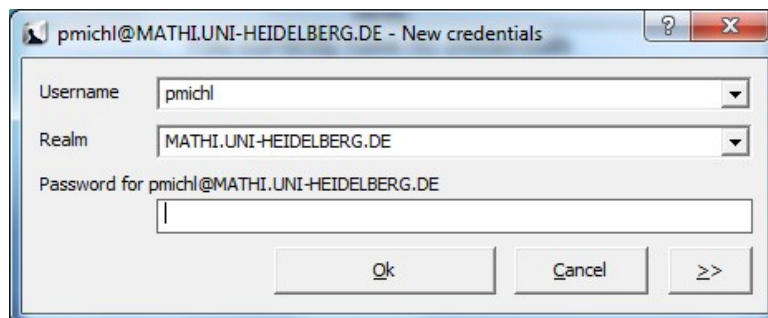 pmichl@MATHI.UNI-HEIDELBERG.DE - New credentials
Username pmichl
Realm MATHI.UNI-HEIDELBERG.DE
Password for pmichl@MATHI.UNI-HEIDELBERG.DE
Ok Cancel >>